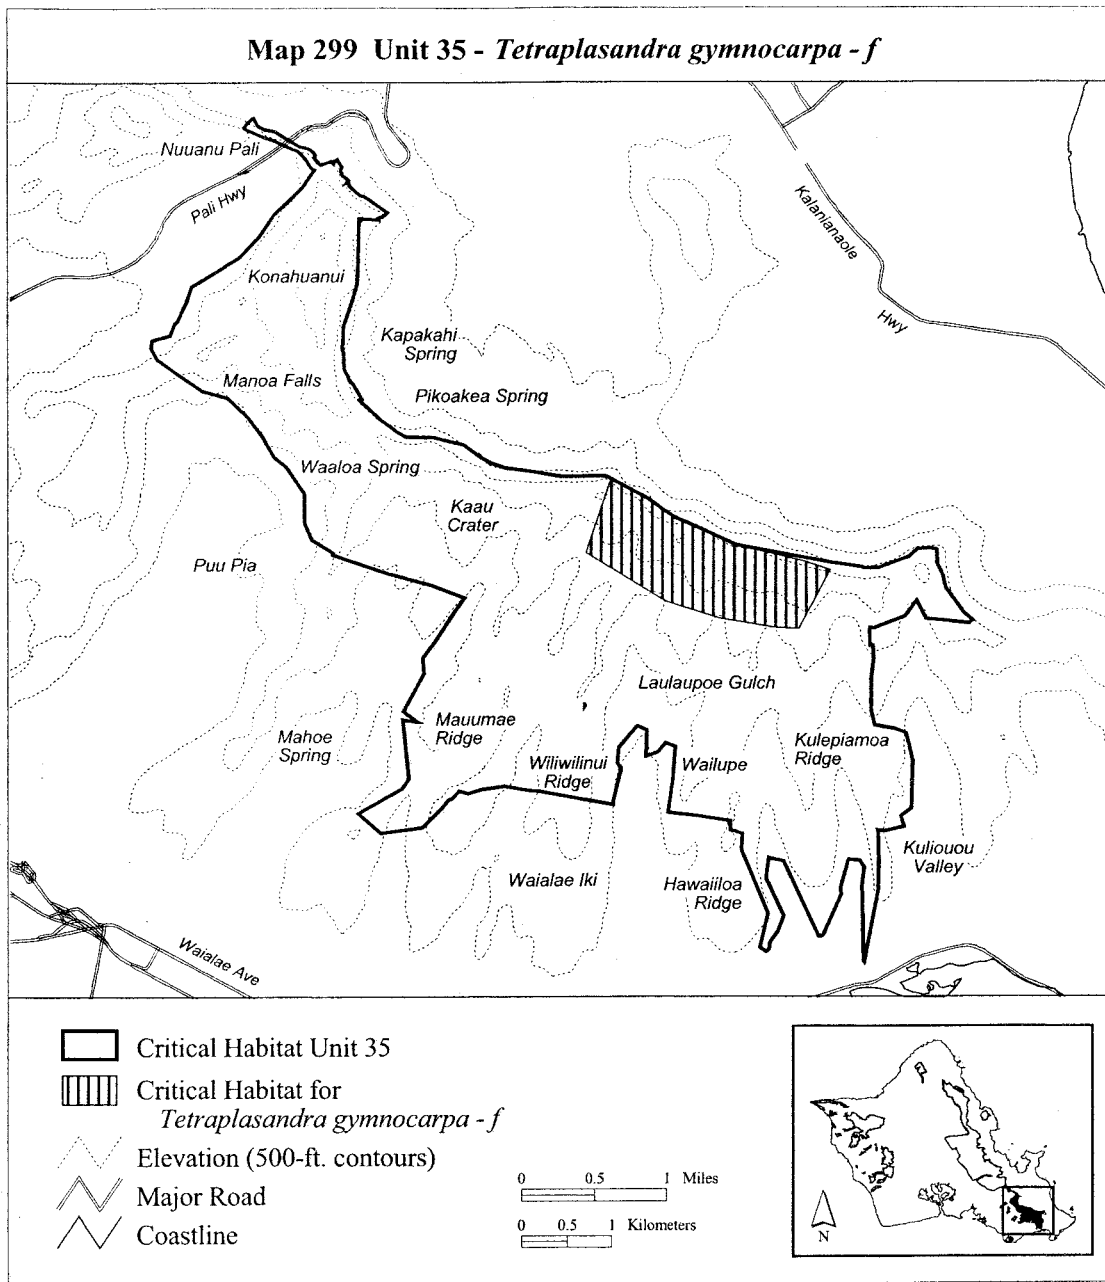 Map 299 Unit 35 - Tetraplasandra gymnocarpa - f
Nuuanu Pali
Pali Hwy
Kalanianaole
Hwy
Konahuanui
Kapakahi
Spring
Manoa Falls
Pikoakea Spring
Waaloa Spring
Kaau
Crater
Puu Pia
Laulaupoe Gulch
Mauumae
Ridge
Mahoe
Spring
Wiliwilinui
Ridge
Wailupe
Kulepiamoa
Ridge
Kuliouou
Valley
Waialae Iki
Hawaiiloa
Ridge
Waialae Ave
Critical Habitat Unit 35
Critical Habitat for
Tetraplasandra gymnocarpa - f
Elevation (500-ft. contours)
Major Road
Coastline
0 0.5 1 Miles
0 0.5 1 Kilometers
N